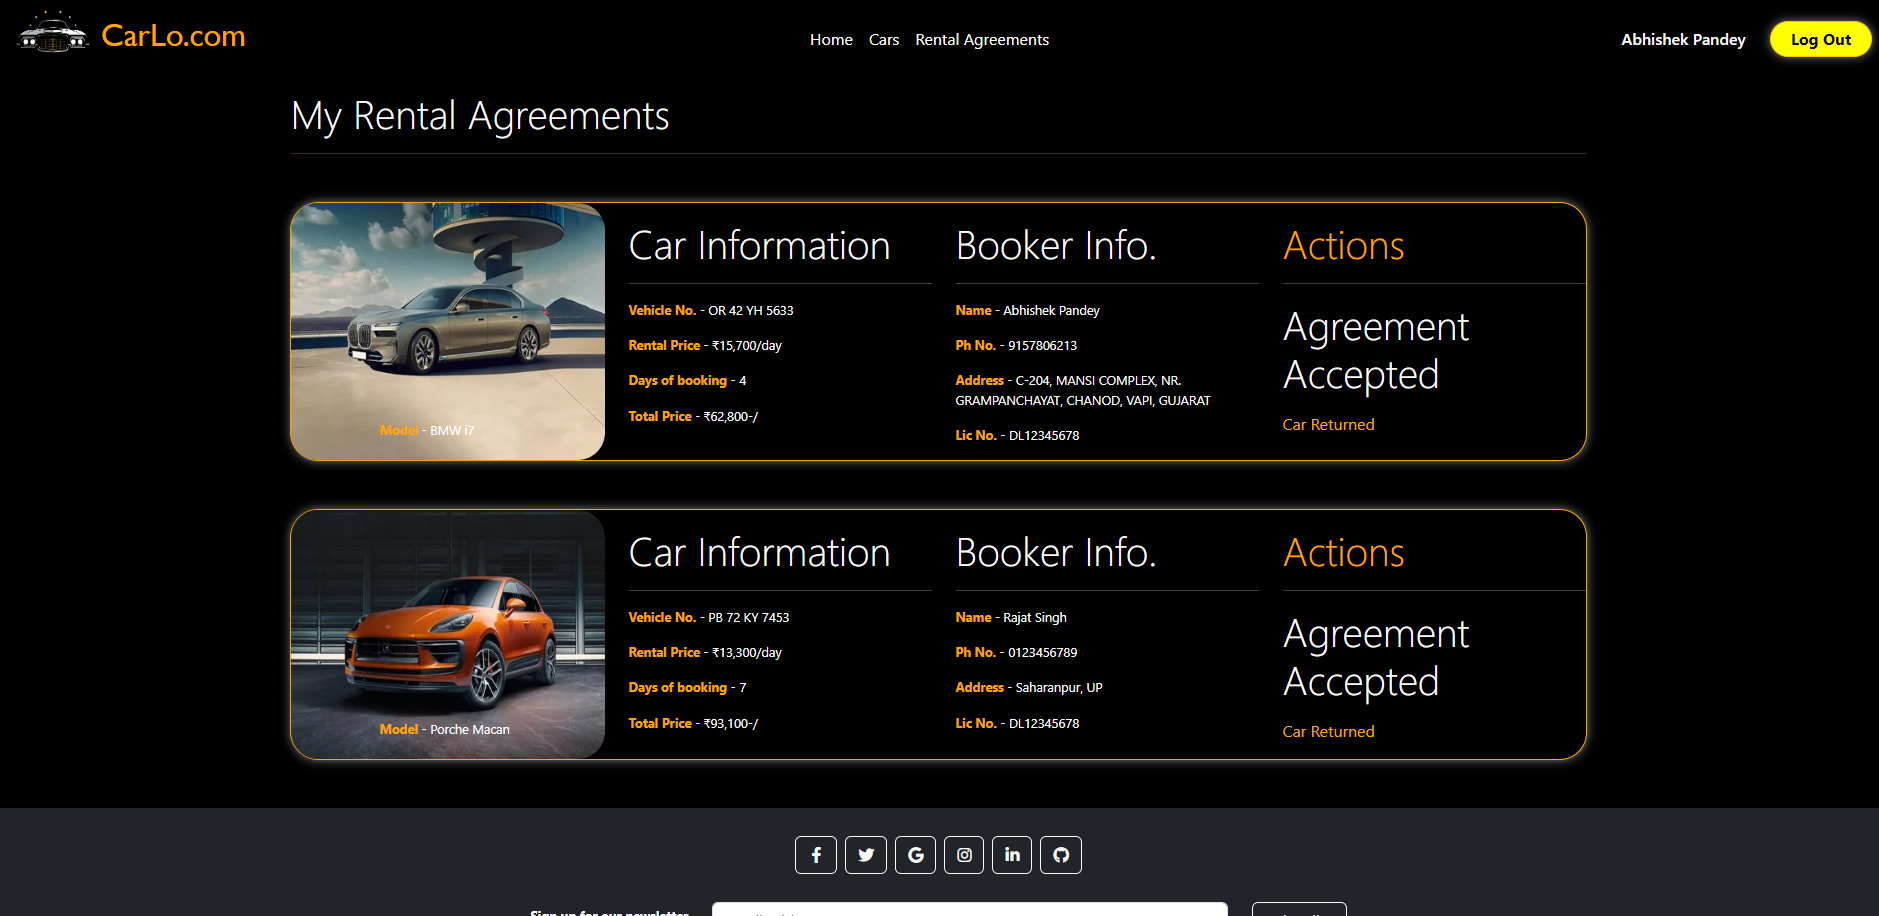 CarLo.com
Home Cars Rental Agreements
Abhishek Pandey Log Out
My Rental Agreements
Model - BMW i7
Car Information
Vehicle No. - OR 42 YH 5633
Rental Price - ₹15,700/day
Days of booking - 4
Total Price - ₹62,800-/
Booker Info.
Name - Abhishek Pandey
Ph No. - 9157806213
Address - C-204, MANSI COMPLEX, NR.
GRAMPANCHAYAT, CHANOD, VAPI, GUJARAT
Lic No. - DL12345678
Actions
Agreement
Accepted
Car Returned
Model - Porche Macan
Car Information
Vehicle No. - PB 72 KY 7453
Rental Price - ₹13,300/day
Days of booking - 7
Total Price - ₹93,100-/
Booker Info.
Name - Rajat Singh
Ph No. - 0123456789
Address - Saharanpur, UP
Lic No. - DL12345678
Actions
Agreement
Accepted
Car Returned
Sign up for our newsletter